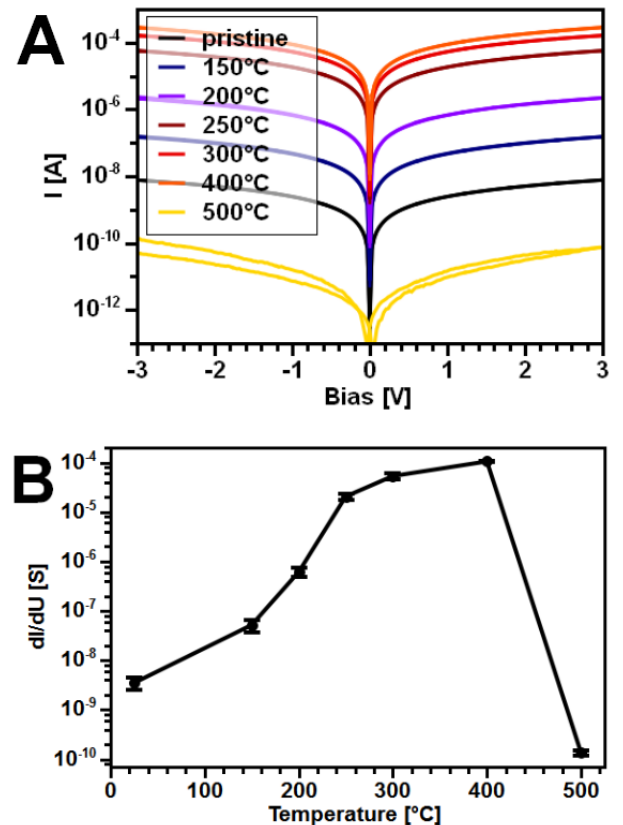 A
I [A]
10⁻⁴
10⁻⁶
10⁻⁸
10⁻¹⁰
10⁻¹²
pristine
150°C
200°C
250°C
300°C
400°C
500°C
-3 -2 -1 0 1 2 3
Bias [V]
B
dI/dU [S]
10⁻⁴
10⁻⁵
10⁻⁶
10⁻⁷
10⁻⁸
10⁻⁹
10⁻¹⁰
0 100 200 300 400 500
Temperature [°C]